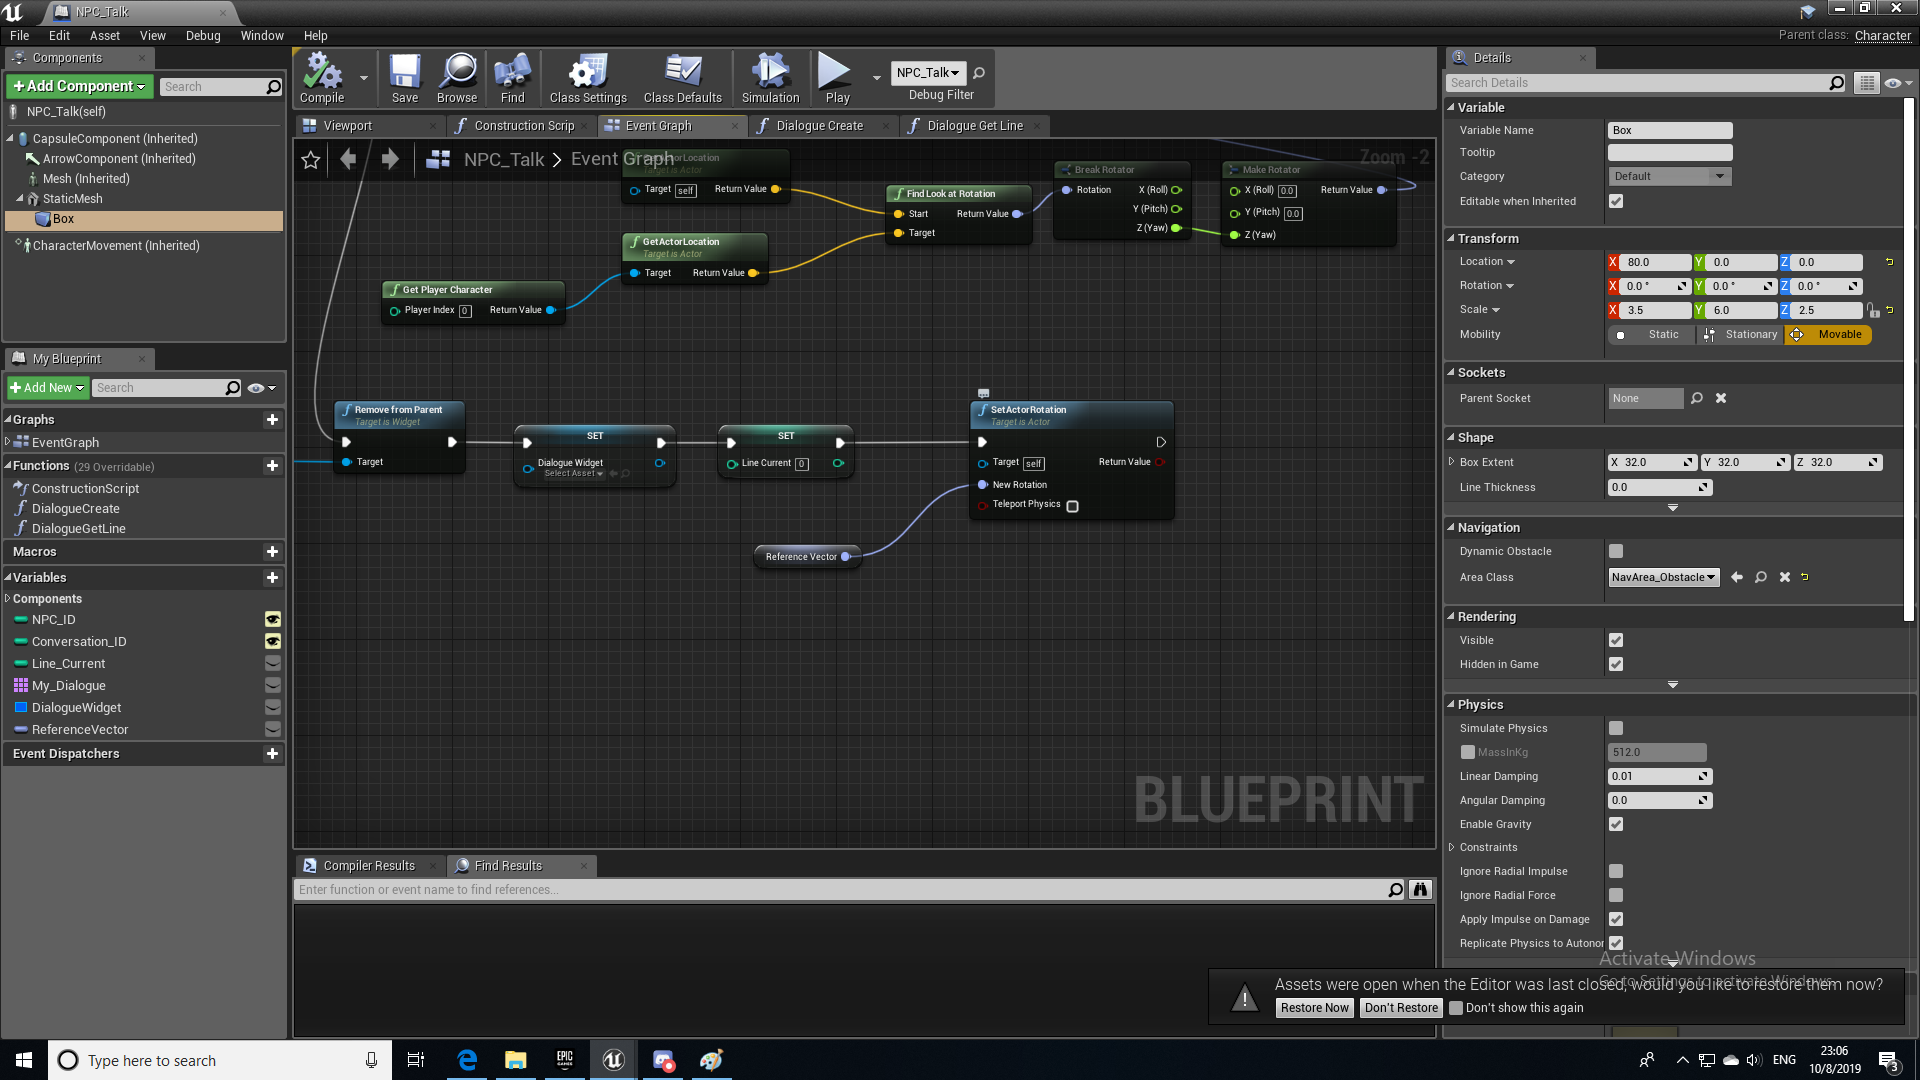 NPC_Talk
File Edit Asset View Debug Window Help
Parent class: Character
Components
+Add Component
Search
NPC_Talk(self)
CapsuleComponent (Inherited)
ArrowComponent (Inherited)
Mesh (Inherited)
StaticMesh
Box
CharacterMovement (Inherited)
My Blueprint
+Add New
Search
Graphs
EventGraph
Functions (29 Overridable)
ConstructionScript
DialogueCreate
DialogueGetLine
Macros
Variables
Components
NPC_ID
Conversation_ID
Line_Current
My_Dialogue
DialogueWidget
ReferenceVector
Event Dispatchers
Compile
Save
Browse
Find
Class Settings
Class Defaults
Simulation
Play
NPC_Talk
Debug Filter
Viewport
Construction Scrip
Event Graph
Dialogue Create
Dialogue Get Line
NPC_Talk > Event Graph
Zoom -2
Target is Actor
Target self Return Value
GetActorLocation
Target is Actor
Target Return Value
Get Player Character
Player Index 0 Return Value
Find Look at Rotation
Start Return Value
Target
Break Rotator
Rotation X (Roll)
Y (Pitch)
Z (Yaw)
Make Rotator
X (Roll) 0.0 Return Value
Y (Pitch) 0.0
Z (Yaw)
Remove from Parent
Target is Widget
Target
SET
Dialogue Widget
Select Asset
SET
Line Current 0
SetActorRotation
Target is Actor
Target self Return Value
New Rotation
Teleport Physics
Reference Vector
BLUEPRINT
Compiler Results
Find Results
Enter function or event name to find references...
Details
Search Details
Variable
Variable Name Box
Tooltip
Category Default
Editable when Inherited
Transform
Location X 80.0 Y 0.0 Z 0.0
Rotation X 0.0 ° Y 0.0 ° Z 0.0 °
Scale X 3.5 Y 6.0 Z 2.5
Mobility Static Stationary Movable
Sockets
Parent Socket None
Shape
Box Extent X 32.0 Y 32.0 Z 32.0
Line Thickness 0.0
Navigation
Dynamic Obstacle
Area Class NavArea_Obstacle
Rendering
Visible
Hidden in Game
Physics
Simulate Physics
MassInKg 512.0
Linear Damping 0.01
Angular Damping 0.0
Enable Gravity
Constraints
Ignore Radial Impulse
Ignore Radial Force
Apply Impulse on Damage
Replicate Physics to Autonor
Activate Windows
Go to Settings to activate Windows.
Assets were open when the Editor was last closed, would you like to restore them now?
Restore Now Don't Restore Don't show this again
Type here to search
EPIC GAMES
ENG
23:06
10/8/2019
3